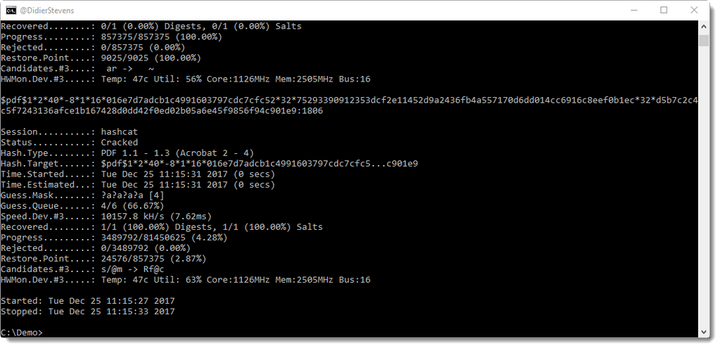 @DidierStevens
Recovered........: 0/1 (0.00%) Digests, 0/1 (0.00%) Salts
Progress.........: 857375/857375 (100.00%)
Rejected.........: 0/857375 (0.00%)
Restore.Point....: 9025/9025 (100.00%)
Candidates.#3....:  ar ->   ~
HWMon.Dev.#3.....: Temp: 47c Util: 56% Core:1126MHz Mem:2505MHz Bus:16
$pdf$1*2*40*-8*1*16*016e7d7adcb1c4991603797cdc7cfc52*32*75293390912353dcf2e11452d9a2436fb4a557170d6dd014cc6916c8eef0b1ec*32*d5b7c2c4
c5f7243136afce1b167428d0dd42f0ed02b05a6e45f9856f94c901e9:1806
Session..........: hashcat
Status...........: Cracked
Hash.Type........: PDF 1.1 - 1.3 (Acrobat 2 - 4)
Hash.Target......: $pdf$1*2*40*-8*1*16*016e7d7adcb1c4991603797cdc7cfc5...c901e9
Time.Started.....: Tue Dec 25 11:15:31 2017 (0 secs)
Time.Estimated...: Tue Dec 25 11:15:31 2017 (0 secs)
Guess.Mask.......: ?a?a?a?a [4]
Guess.Queue......: 4/6 (66.67%)
Speed.Dev.#3.....: 10157.8 kH/s (7.62ms)
Recovered........: 1/1 (100.00%) Digests, 1/1 (100.00%) Salts
Progress.........: 3489792/81450625 (4.28%)
Rejected.........: 0/3489792 (0.00%)
Restore.Point....: 24576/857375 (2.87%)
Candidates.#3....: s/@m -> Rf@c
HWMon.Dev.#3.....: Temp: 47c Util: 63% Core:1126MHz Mem:2505MHz Bus:16
Started: Tue Dec 25 11:15:27 2017
Stopped: Tue Dec 25 11:15:33 2017
C:\Demo>